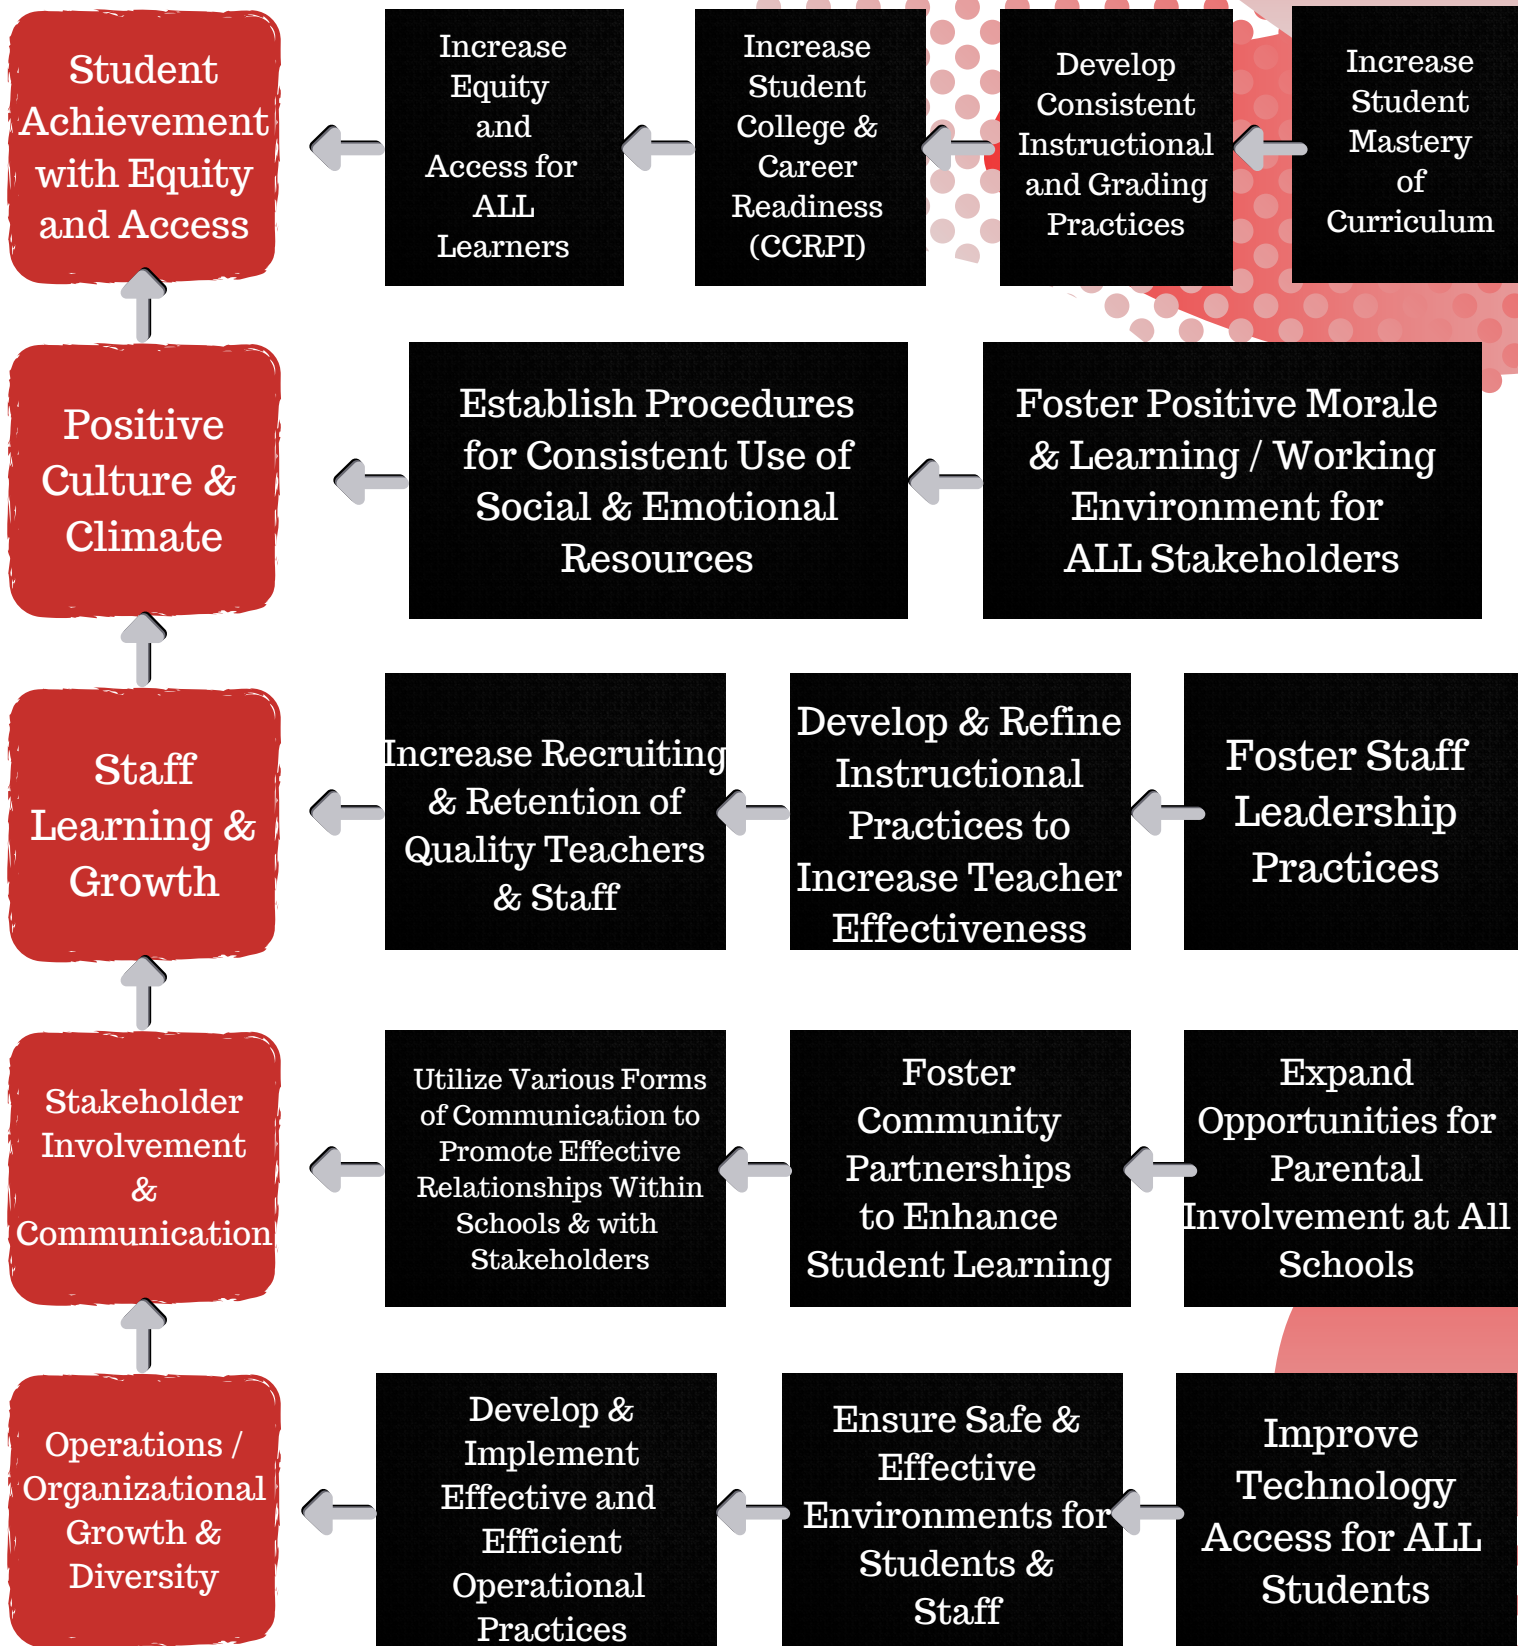 Student
Achievement
with Equity
and Access
Increase
Equity
and
Access for
ALL
Learners
Increase
Student
College &
Career
Readiness
(CCRPI)
Develop
Consistent
Instructional
and Grading
Practices
Increase
Student
Mastery
of
Curriculum
Positive
Culture &
Climate
Establish Procedures
for Consistent Use of
Social & Emotional
Resources
Foster Positive Morale
& Learning / Working
Environment for
ALL Stakeholders
Staff
Learning &
Growth
Increase Recruiting
& Retention of
Quality Teachers
& Staff
Develop & Refine
Instructional
Practices to
Increase Teacher
Effectiveness
Foster Staff
Leadership
Practices
Stakeholder
Involvement
&
Communication
Utilize Various Forms
of Communication to
Promote Effective
Relationships Within
Schools & with
Stakeholders
Foster
Community
Partnerships
to Enhance
Student Learning
Expand
Opportunities for
Parental
Involvement at All
Schools
Operations /
Organizational
Growth &
Diversity
Develop &
Implement
Effective and
Efficient
Operational
Practices
Ensure Safe &
Effective
Environments for
Students &
Staff
Improve
Technology
Access for ALL
Students